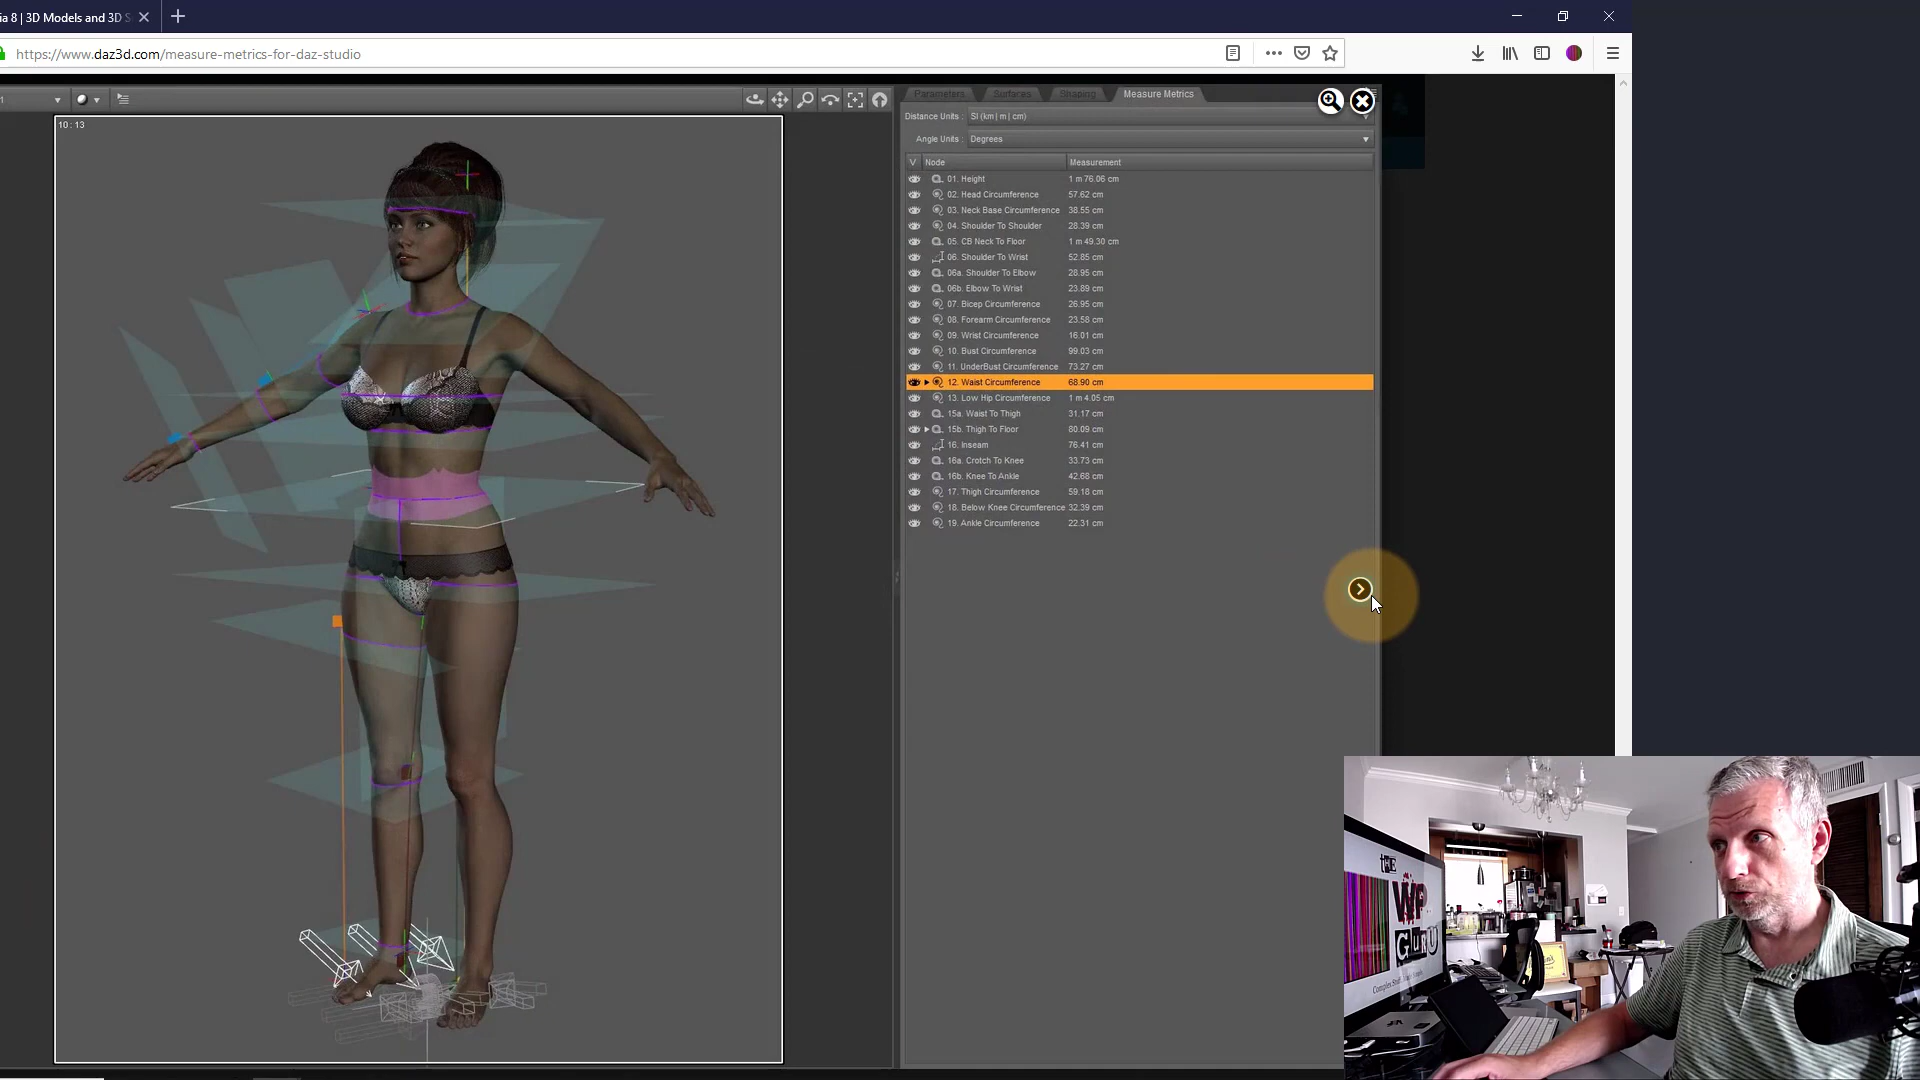 ia 8 | 3D Models and 3D S
https://www.daz3d.com/measure-metrics-for-daz-studio
Parameters Surfaces Shaping Measure Metrics
Distance Units : SI (km | m | cm)
Angle Units : Degrees
10 : 13
V Node Measurement
01. Height 1 m 76.06 cm
02. Head Circumference 57.62 cm
03. Neck Base Circumference 38.55 cm
04. Shoulder To Shoulder 28.39 cm
05. CB Neck To Floor 1 m 49.30 cm
06. Shoulder To Wrist 52.85 cm
06a. Shoulder To Elbow 28.95 cm
06b. Elbow To Wrist 23.89 cm
07. Bicep Circumference 26.95 cm
08. Forearm Circumference 23.58 cm
09. Wrist Circumference 16.01 cm
10. Bust Circumference 99.03 cm
11. UnderBust Circumference 73.27 cm
12. Waist Circumference 68.90 cm
13. Low Hip Circumference 1 m 4.05 cm
15a. Waist To Thigh 31.17 cm
15b. Thigh To Floor 80.09 cm
16. Inseam 76.41 cm
16a. Crotch To Knee 33.73 cm
16b. Knee To Ankle 42.68 cm
17. Thigh Circumference 59.18 cm
18. Below Knee Circumference 32.39 cm
19. Ankle Circumference 22.31 cm
THE
WP
GURU